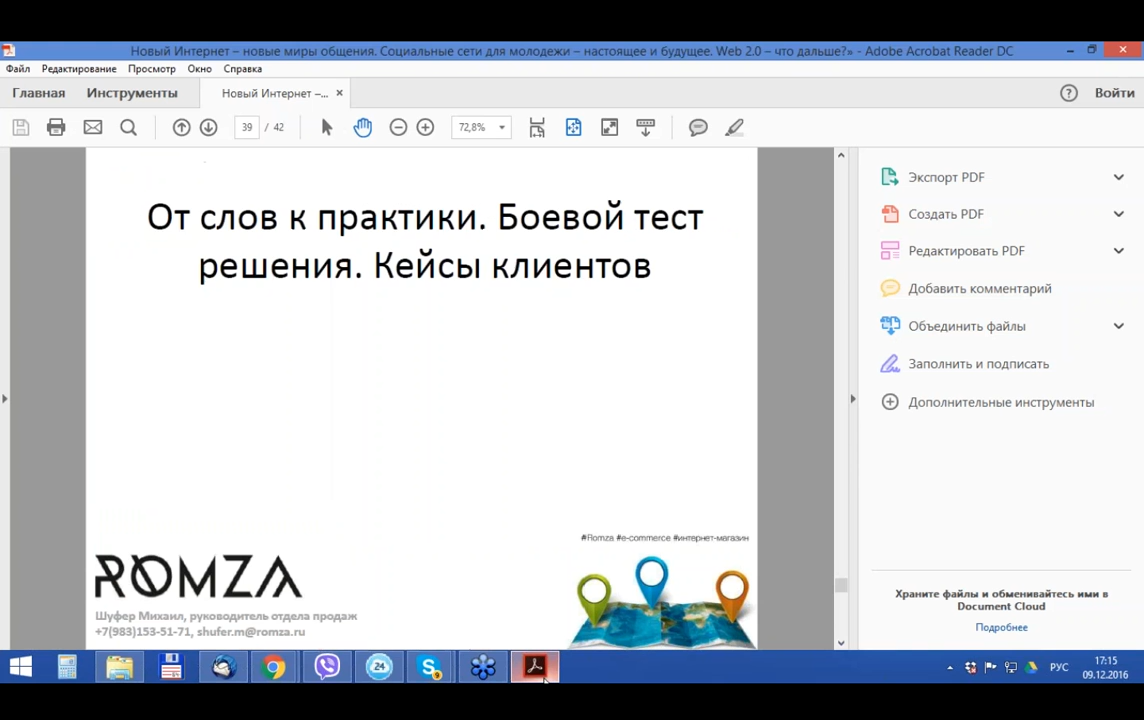 Новый Интернет – новые миры общения. Социальные сети для молодежи – настоящее и будущее. Web 2.0 – что дальше?» - Adobe Acrobat Reader DC
Файл Редактирование Просмотр Окно Справка
Главная Инструменты Новый Интернет –... × Войти
39 / 42 72,8%
От слов к практики. Боевой тест
решения. Кейсы клиентов
Экспорт PDF
Создать PDF
Редактировать PDF
Добавить комментарий
Объединить файлы
Заполнить и подписать
Дополнительные инструменты
#Romza #e-commerce #интернет-магазин
ROMZA
Шуфер Михаил, руководитель отдела продаж
+7(983)153-51-71, shufer.m@romza.ru
Храните файлы и обменивайтесь ими в
Document Cloud
Подробнее
24
РУС
17:15
09.12.2016